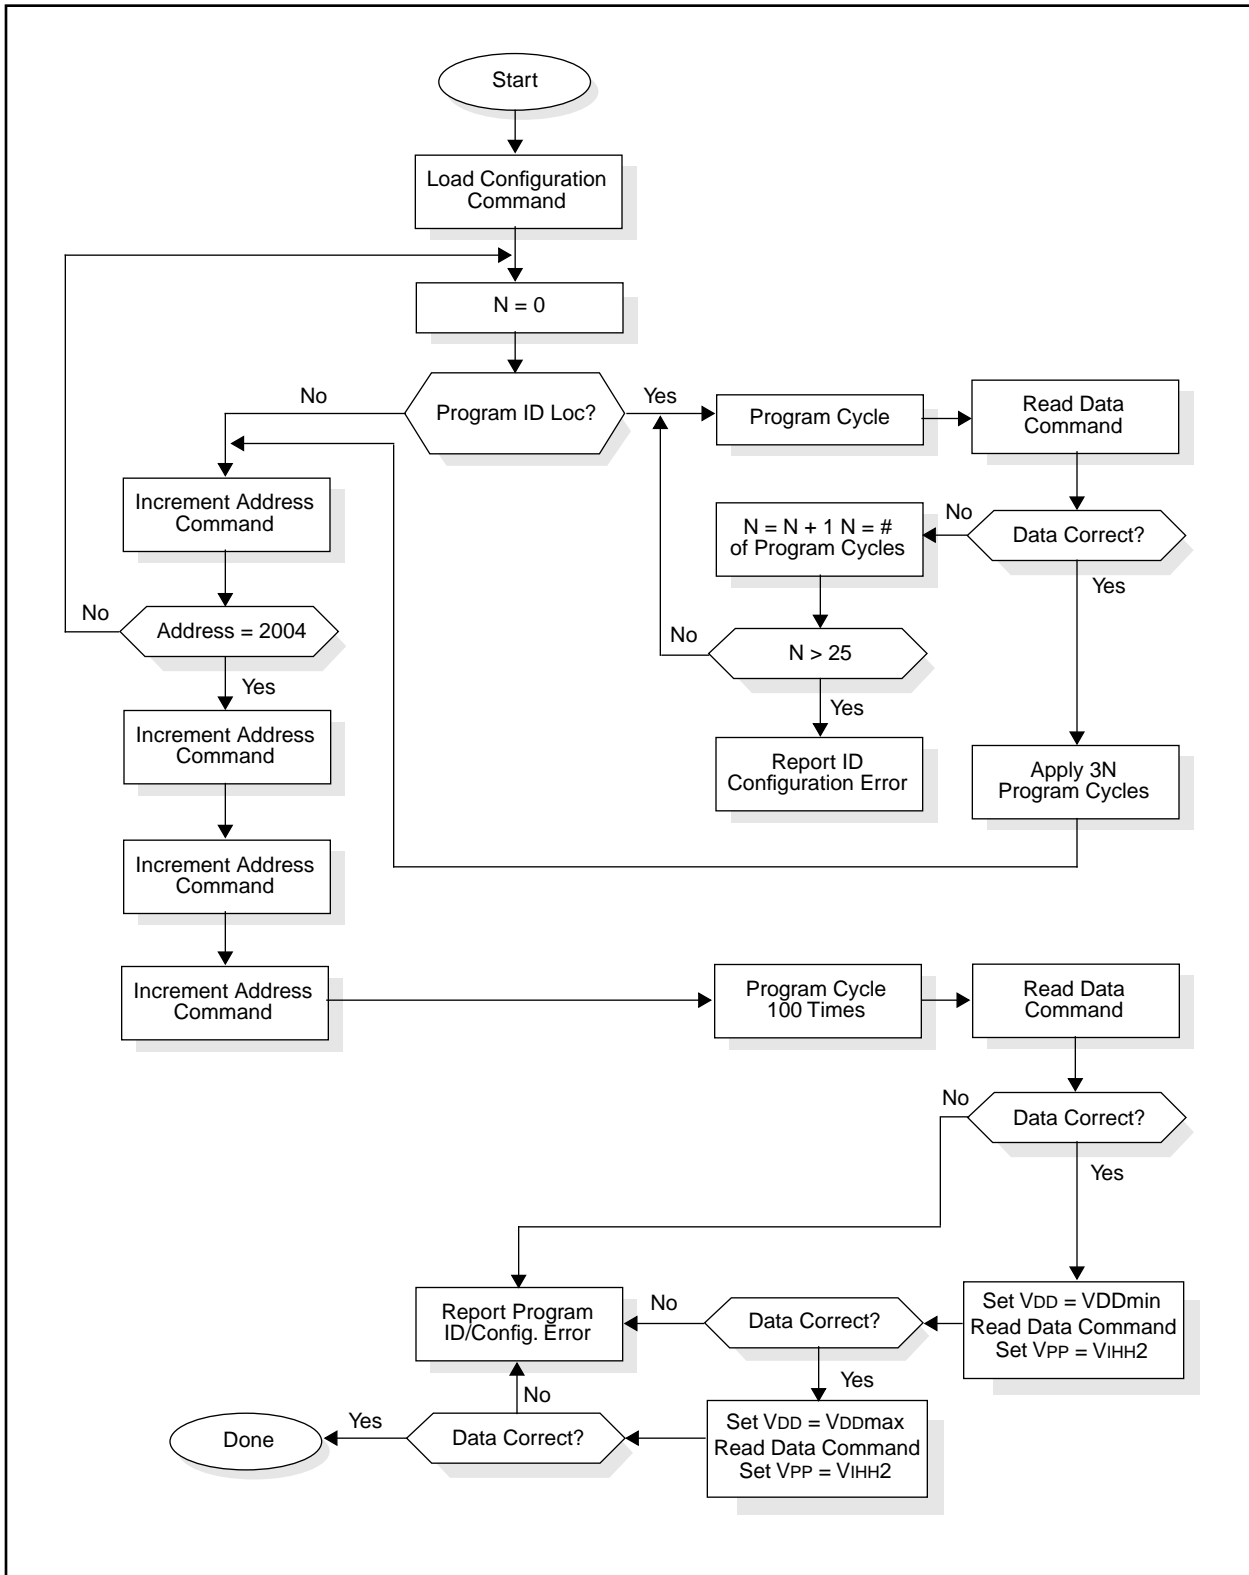 Start
Load Configuration
Command
N = 0
No
Program ID Loc?
Yes
Program Cycle
Read Data
Command
Increment Address
Command
N = N + 1 N = #
of Program Cycles
No
Data Correct?
Yes
No
Address = 2004
Yes
No
N > 25
Yes
Increment Address
Command
Report ID
Configuration Error
Apply 3N
Program Cycles
Increment Address
Command
Increment Address
Command
Program Cycle
100 Times
Read Data
Command
No
Data Correct?
Yes
Report Program
ID/Config. Error
No
Data Correct?
Yes
Set VDD = VDDmin
Read Data Command
Set VPP = VIHH2
No
Done
Yes
Data Correct?
Set VDD = VDDmax
Read Data Command
Set VPP = VIHH2